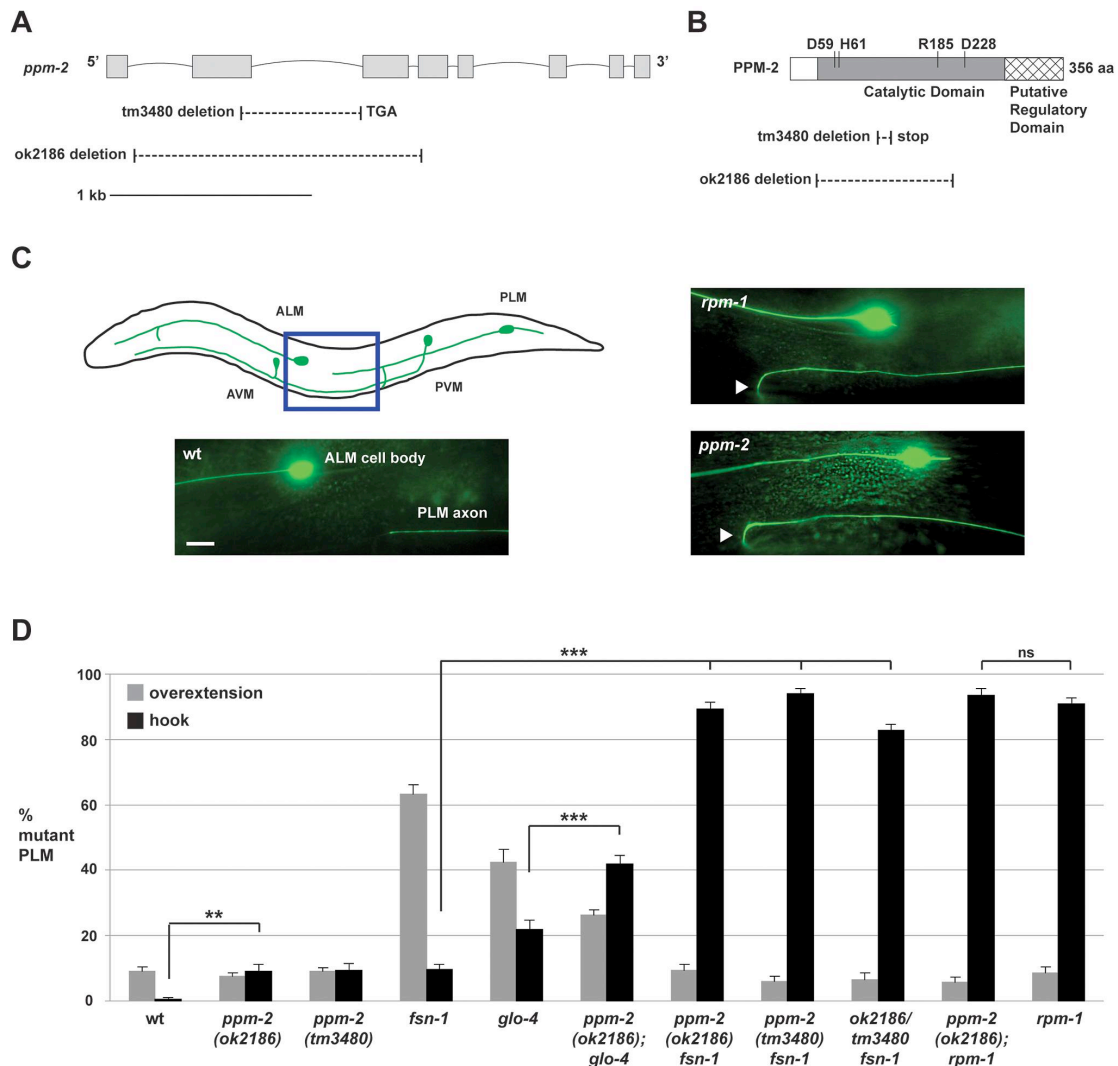 A
5’
ppm-2
3’
tm3480 deletion
TGA
ok2186 deletion
1 kb
B
D59 H61 R185 D228
PPM-2
356 aa
Catalytic Domain
Putative
Regulatory
Domain
tm3480 deletion
stop
ok2186 deletion
C
ALM
PLM
AVM
PVM
wt
ALM cell body
PLM axon
rpm-1
ppm-2
D
overextension
hook
%
mutant
PLM
100
80
60
40
20
0
**
***
***
ns
wt
ppm-2
(ok2186)
ppm-2
(tm3480)
fsn-1
glo-4
ppm-2
(ok2186);
glo-4
ppm-2
(ok2186)
fsn-1
ppm-2
(tm3480)
fsn-1
ok2186/
tm3480
fsn-1
ppm-2
(ok2186);
rpm-1
rpm-1